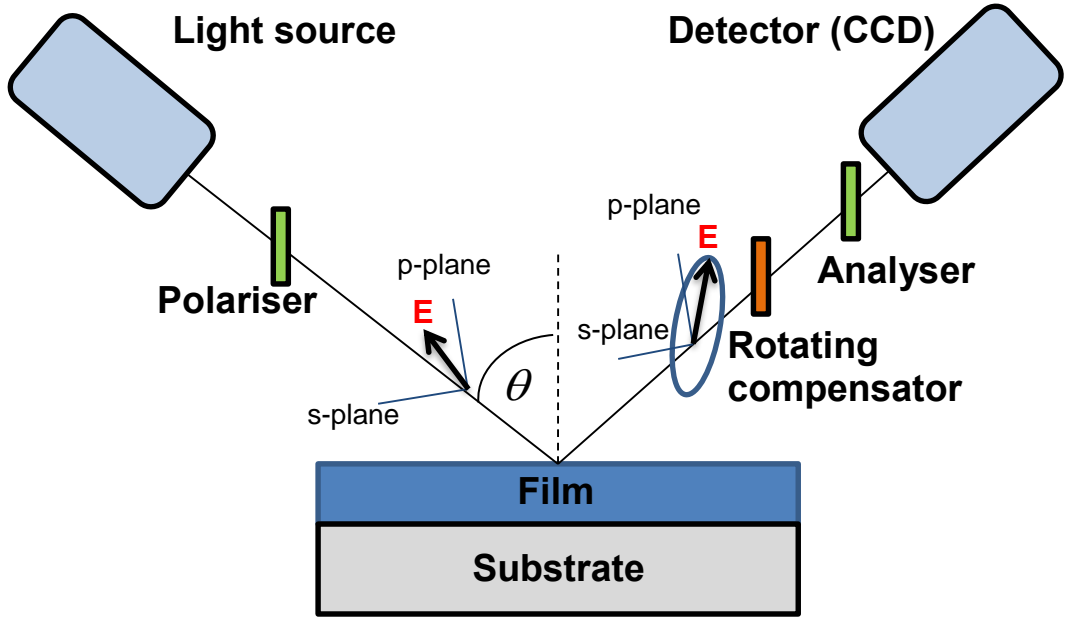 Light source
Detector (CCD)
p-plane
E
Polariser
s-plane
θ
p-plane
E
s-plane
Analyser
Rotating
compensator
Film
Substrate